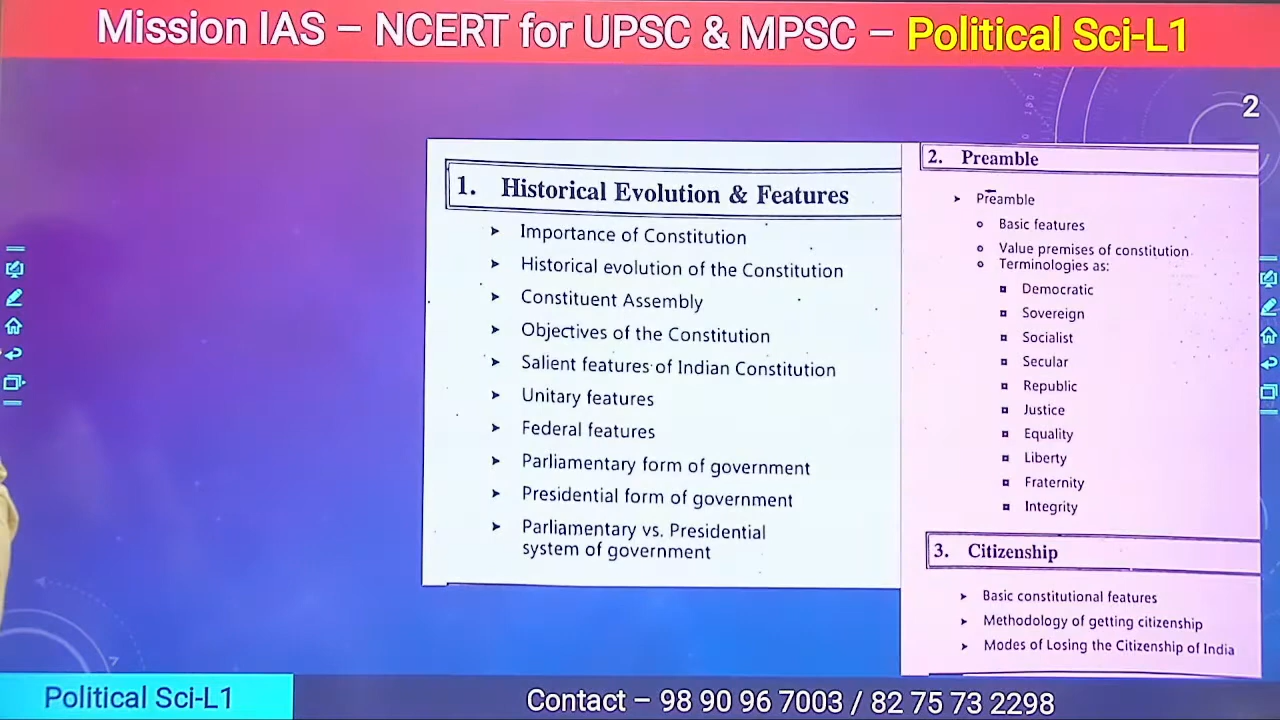 Mission IAS – NCERT for UPSC & MPSC – Political Sci-L1
2
1. Historical Evolution & Features
➤ Importance of Constitution
➤ Historical evolution of the Constitution
➤ Constituent Assembly
➤ Objectives of the Constitution
➤ Salient features of Indian Constitution
➤ Unitary features
➤ Federal features
➤ Parliamentary form of government
➤ Presidential form of government
➤ Parliamentary vs. Presidential
system of government
2. Preamble
➤ Preamble
o Basic features
o Value premises of constitution
o Terminologies as:
▪ Democratic
▪ Sovereign
▪ Socialist
▪ Secular
▪ Republic
▪ Justice
▪ Equality
▪ Liberty
▪ Fraternity
▪ Integrity
3. Citizenship
➤ Basic constitutional features
➤ Methodology of getting citizenship
➤ Modes of Losing the Citizenship of India
Political Sci-L1
Contact – 98 90 96 7003 / 82 75 73 2298